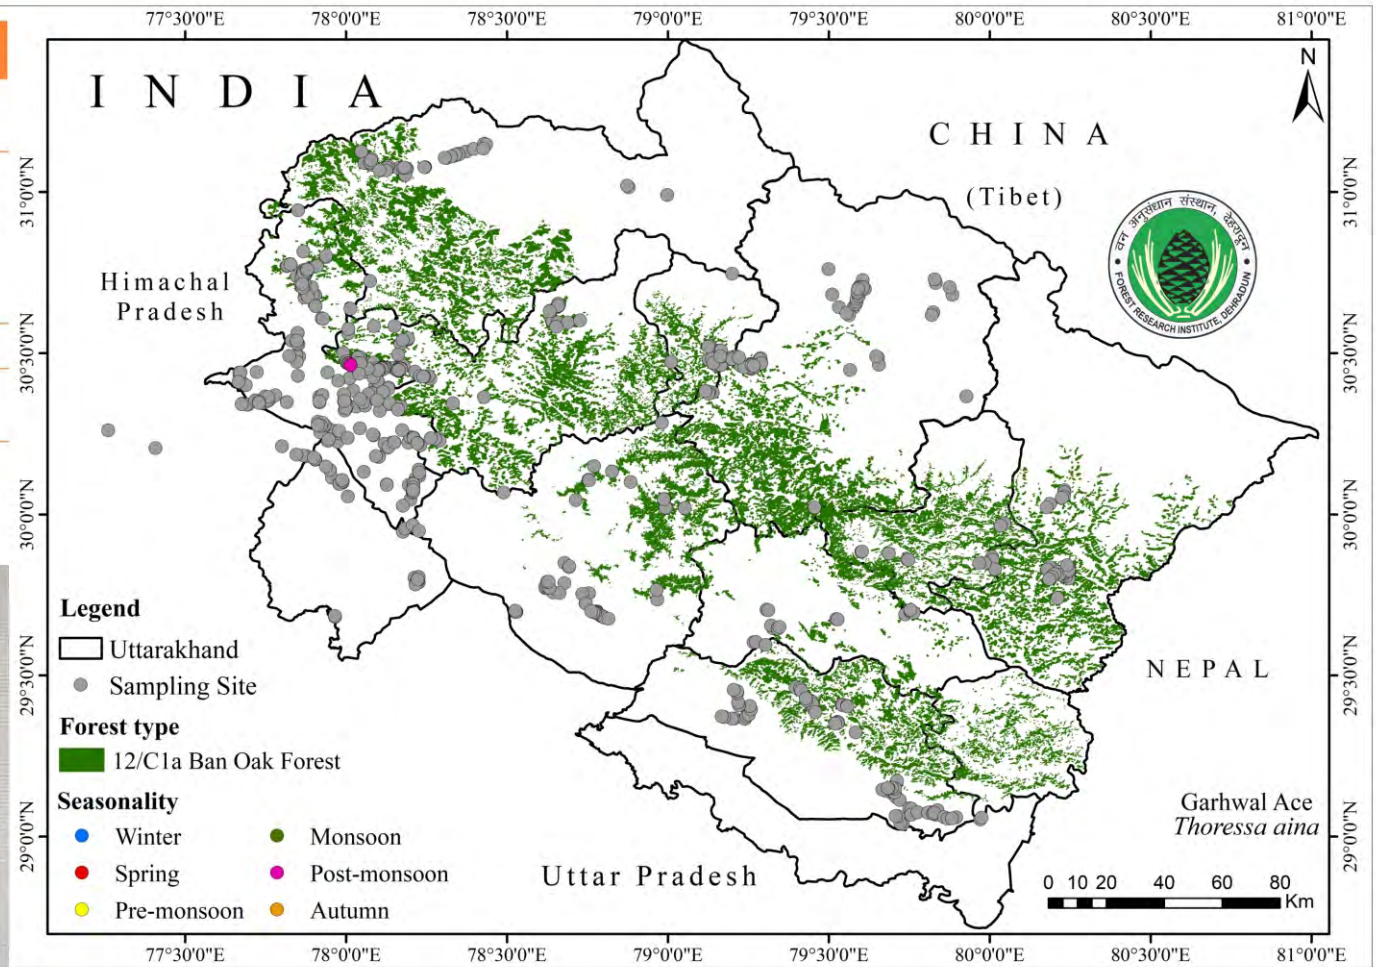 77°30'0"E 78°0'0"E 78°30'0"E 79°0'0"E 79°30'0"E 80°0'0"E 80°30'0"E 81°0'0"E
INDIA
N
CHINA
(Tibet)
31°0'0"N
31°0'0"N
वन अनुसंधान संस्थान, देहरादून
FOREST RESEARCH INSTITUTE, DEHRADUN
Himachal
Pradesh
30°30'0"N
30°30'0"N
30°0'0"N
30°0'0"N
Legend
Uttarakhand
Sampling Site
NEPAL
29°30'0"N
29°30'0"N
Forest type
12/C1a Ban Oak Forest
Seasonality
Winter
Monsoon
Spring
Post-monsoon
Pre-monsoon
Autumn
Garhwal Ace
Thoressa aina
29°0'0"N
29°0'0"N
Uttar Pradesh
0 10 20 40 60 80
Km
77°30'0"E 78°0'0"E 78°30'0"E 79°0'0"E 79°30'0"E 80°0'0"E 80°30'0"E 81°0'0"E